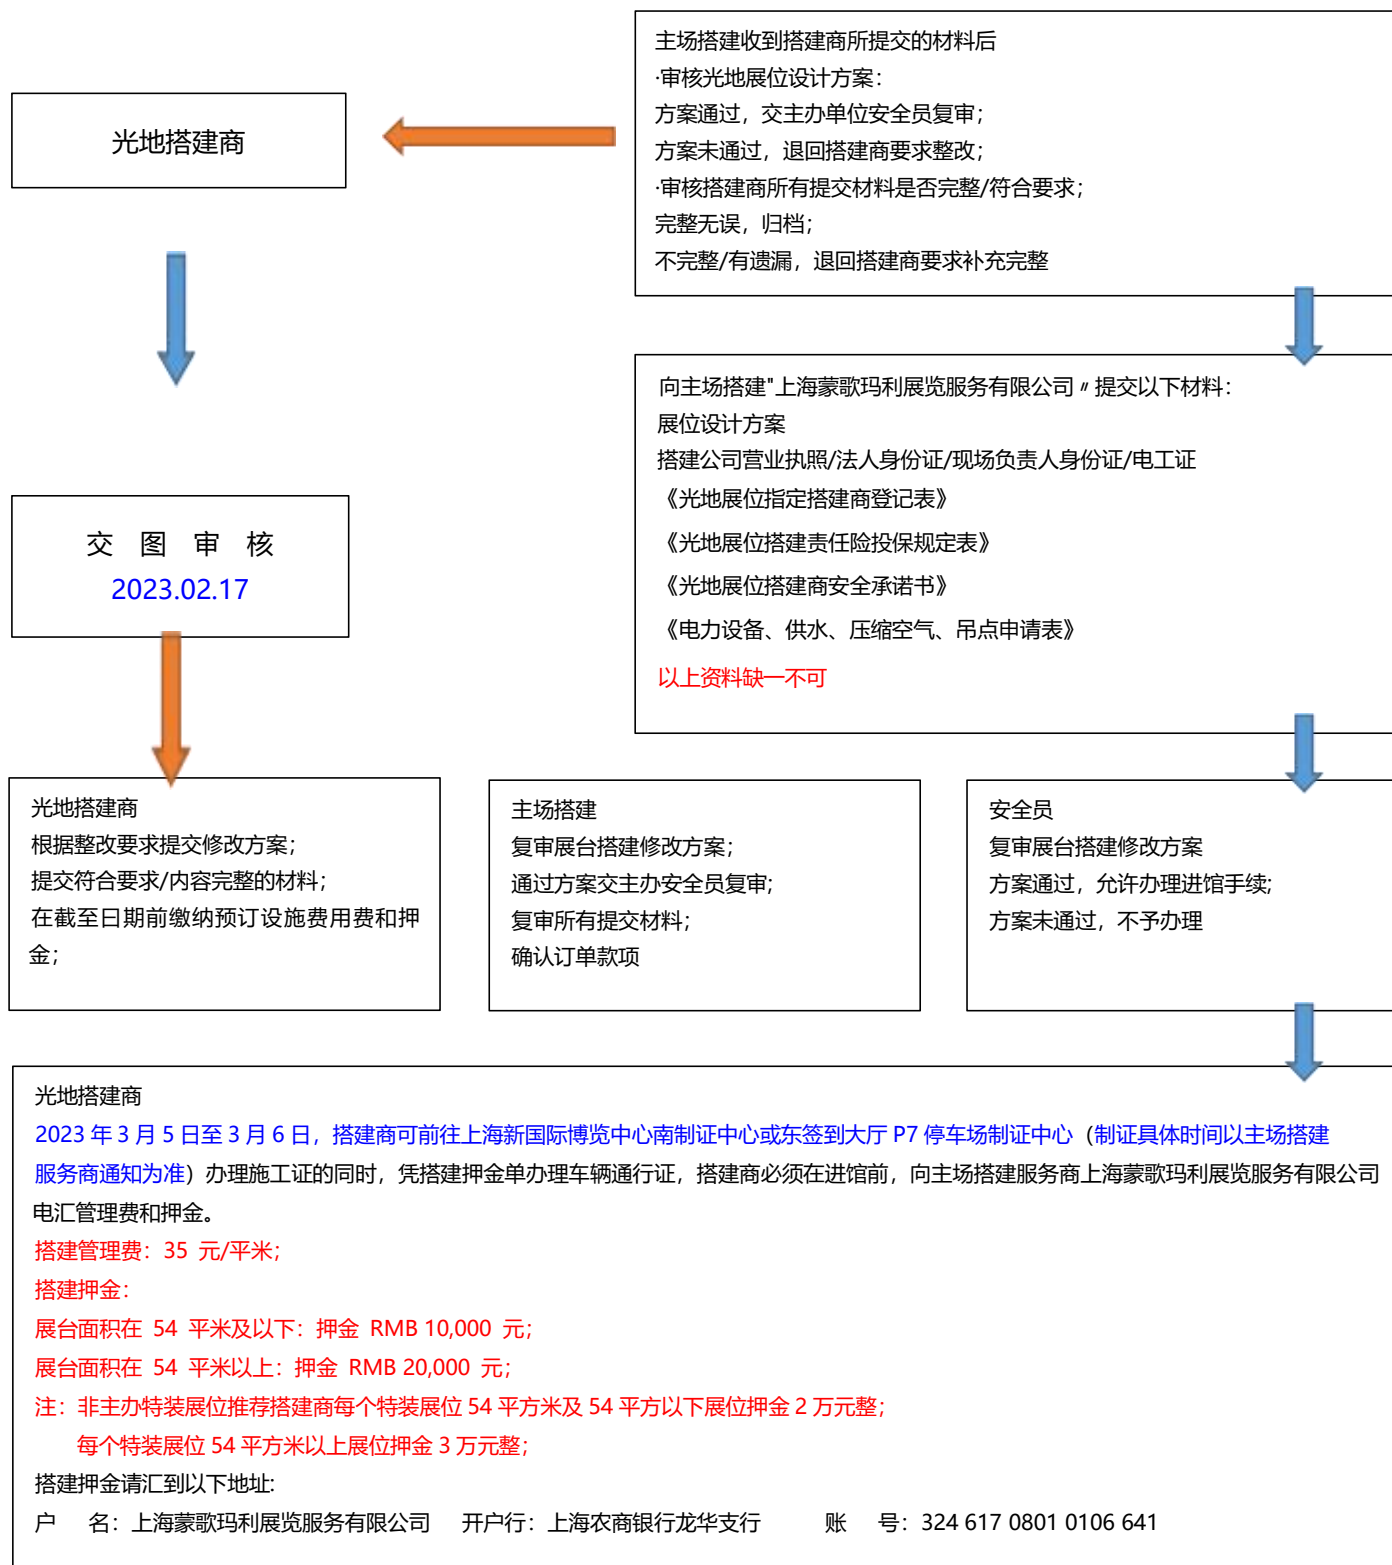 主场搭建收到搭建商所提交的材料后
·审核光地展位设计方案：
方案通过，交主办单位安全员复审；
方案未通过，退回搭建商要求整改；
·审核搭建商所有提交材料是否完整/符合要求；
完整无误，归档；
不完整/有遗漏，退回搭建商要求补充完整
光地搭建商
向主场搭建"上海蒙歌玛利展览服务有限公司〃提交以下材料：
展位设计方案
搭建公司营业执照/法人身份证/现场负责人身份证/电工证
《光地展位指定搭建商登记表》
《光地展位搭建责任险投保规定表》
《光地展位搭建商安全承诺书》
《电力设备、供水、压缩空气、吊点申请表》
以上资料缺一不可
交 图 审 核
2023.02.17
光地搭建商
根据整改要求提交修改方案；
提交符合要求/内容完整的材料；
在截至日期前缴纳预订设施费用费和押
金；
主场搭建
复审展台搭建修改方案；
通过方案交主办安全员复审；
复审所有提交材料；
确认订单款项
安全员
复审展台搭建修改方案
方案通过，允许办理进馆手续；
方案未通过，不予办理
光地搭建商
2023 年 3 月 5 日至 3 月 6 日，搭建商可前往上海新国际博览中心南制证中心或东签到大厅 P7 停车场制证中心（制证具体时间以主场搭建
服务商通知为准）办理施工证的同时，凭搭建押金单办理车辆通行证，搭建商必须在进馆前，向主场搭建服务商上海蒙歌玛利展览服务有限公司
电汇管理费和押金。
搭建管理费：35 元/平米；
搭建押金：
展台面积在 54 平米及以下：押金 RMB 10,000 元；
展台面积在 54 平米以上：押金 RMB 20,000 元；
注：非主办特装展位推荐搭建商每个特装展位 54 平方米及 54 平方以下展位押金 2 万元整；
每个特装展位 54 平方米以上展位押金 3 万元整；
搭建押金请汇到以下地址:
户 名：上海蒙歌玛利展览服务有限公司 开户行：上海农商银行龙华支行 账 号：324 617 0801 0106 641